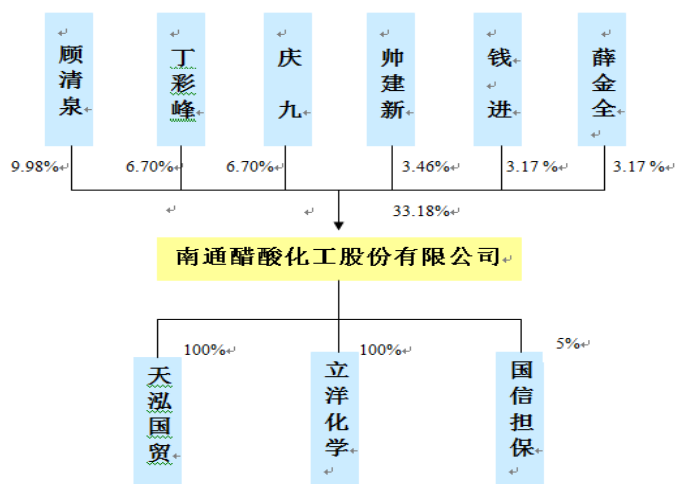 顾清泉
丁彩峰
庆九
帅建新
钱进
薛金全
9.98%
6.70%
6.70%
3.46%
3.17 %
3.17 %
33.18%
南通醋酸化工股份有限公司
100%
100%
5%
天泓国贸
立洋化学
国信担保